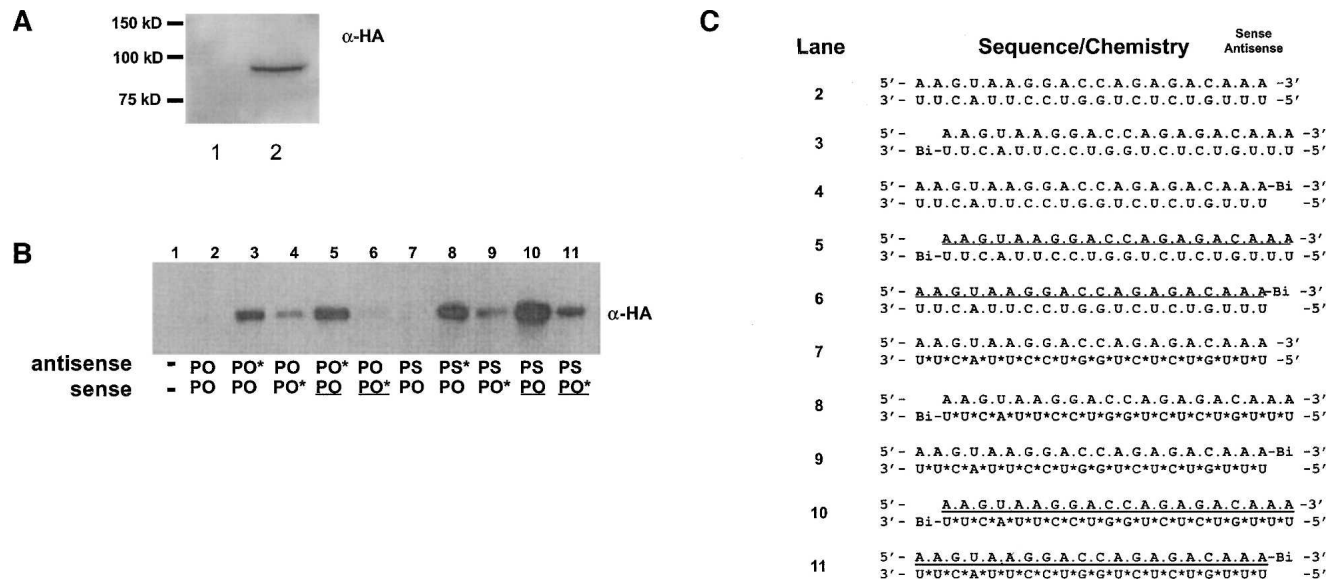 A
150 kD
100 kD
75 kD
α-HA
1 2
B
1 2 3 4 5 6 7 8 9 10 11
α-HA
antisense - PO PO* PO PO* PO PS PS* PS PS PS
sense - PO PO PO* PO PO* PO PO PO* PO PO*
C
Lane Sequence/Chemistry Sense
Antisense
2
5’- A.A.G.U.A.A.G.G.A.C.C.A.G.A.G.A.C.A.A.A -3’
3’- U.U.C.A.U.U.C.C.U.G.G.U.C.U.C.U.G.U.U.U -5’
3
5’- A.A.G.U.A.A.G.G.A.C.C.A.G.A.G.A.C.A.A.A -3’
3’- Bi-U.U.C.A.U.U.C.C.U.G.G.U.C.U.C.U.G.U.U.U -5’
4
5’- A.A.G.U.A.A.G.G.A.C.C.A.G.A.G.A.C.A.A.A-Bi -3’
3’- U.U.C.A.U.U.C.C.U.G.G.U.C.U.C.U.G.U.U.U -5’
5
5’- A.A.G.U.A.A.G.G.A.C.C.A.G.A.G.A.C.A.A.A -3’
3’- Bi-U.U.C.A.U.U.C.C.U.G.G.U.C.U.C.U.G.U.U.U -5’
6
5’- A.A.G.U.A.A.G.G.A.C.C.A.G.A.G.A.C.A.A.A-Bi -3’
3’- U.U.C.A.U.U.C.C.U.G.G.U.C.U.C.U.G.U.U.U -5’
7
5’- A.A.G.U.A.A.G.G.A.C.C.A.G.A.G.A.C.A.A.A -3’
3’- U*U*C*A*U*U*C*C*U*G*G*U*C*U*C*U*G*U*U*U -5’
8
5’- A.A.G.U.A.A.G.G.A.C.C.A.G.A.G.A.C.A.A.A -3’
3’- Bi-U*U*C*A*U*U*C*C*U*G*G*U*C*U*C*U*G*U*U*U -5’
9
5’- A.A.G.U.A.A.G.G.A.C.C.A.G.A.G.A.C.A.A.A-Bi -3’
3’- U*U*C*A*U*U*C*C*U*G*G*U*C*U*C*U*G*U*U*U -5’
10
5’- A.A.G.U.A.A.G.G.A.C.C.A.G.A.G.A.C.A.A.A -3’
3’- Bi-U*U*C*A*U*U*C*C*U*G*G*U*C*U*C*U*G*U*U*U -5’
11
5’- A.A.G.U.A.A.G.G.A.C.C.A.G.A.G.A.C.A.A.A-Bi -3’
3’- U*U*C*A*U*U*C*C*U*G*G*U*C*U*C*U*G*U*U*U -5’